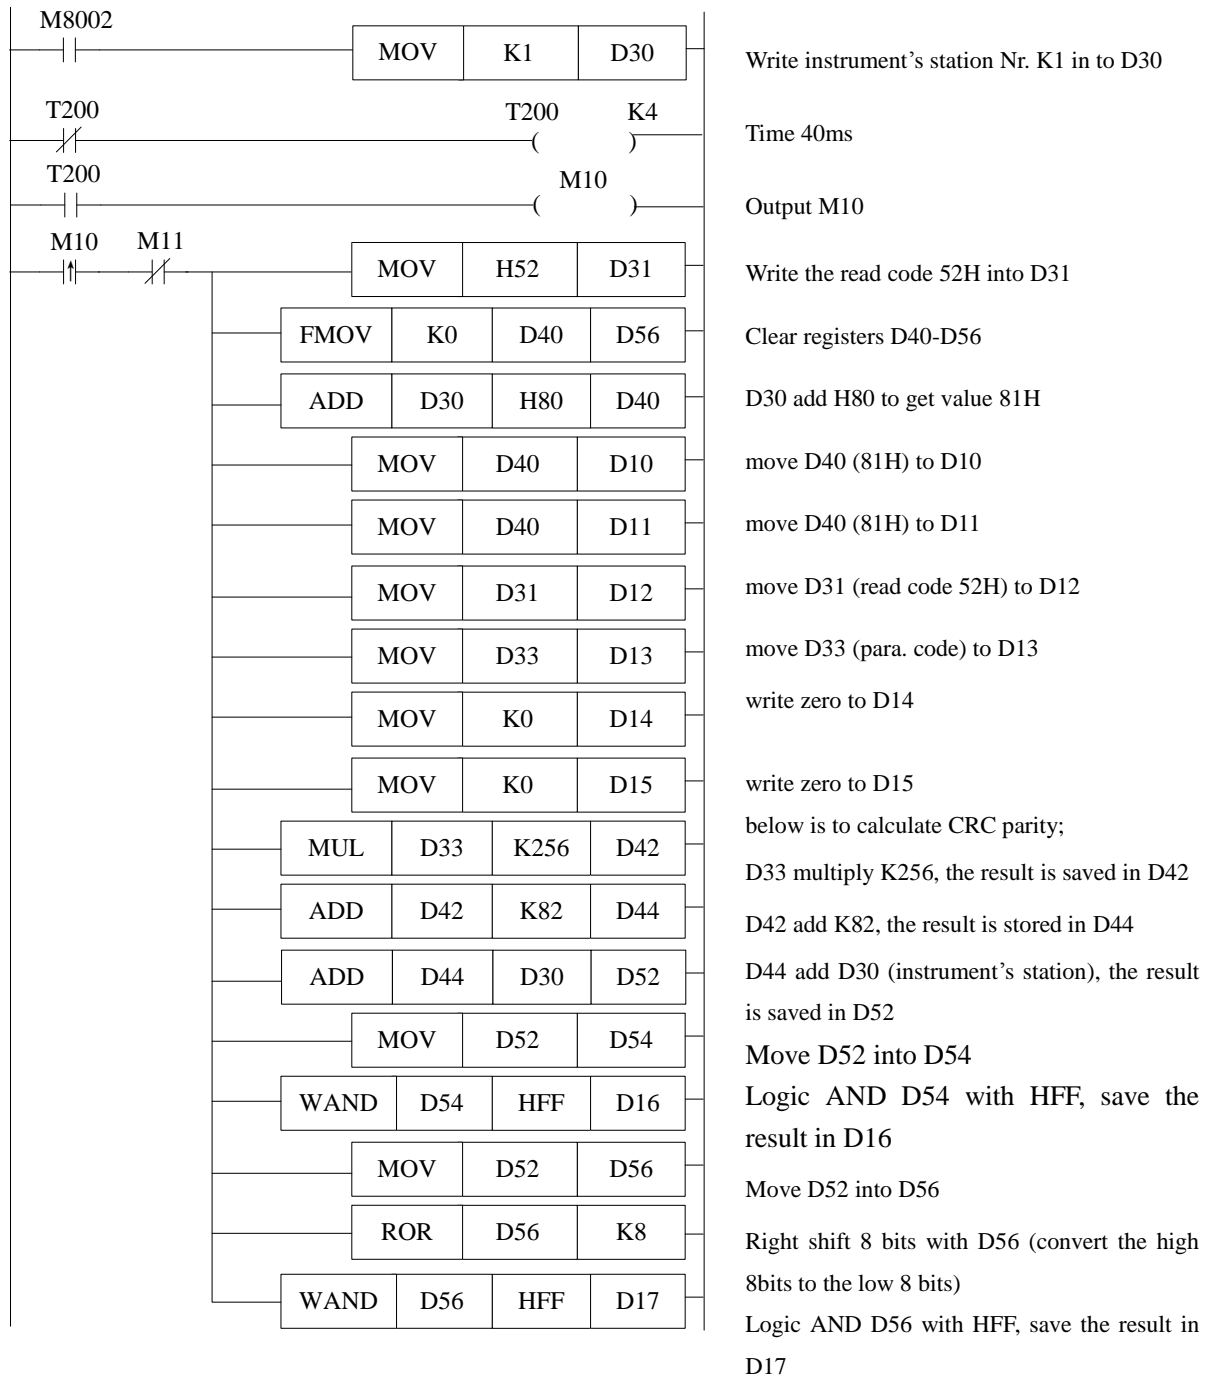 M8002
MOV K1 D30
Write instrument's station Nr. K1 in to D30
T200 T200 K4
( )
Time 40ms
T200 M10
( )
Output M10
M10 M11
MOV H52 D31
Write the read code 52H into D31
FMOV K0 D40 D56
Clear registers D40-D56
ADD D30 H80 D40
D30 add H80 to get value 81H
MOV D40 D10
move D40 (81H) to D10
MOV D40 D11
move D40 (81H) to D11
MOV D31 D12
move D31 (read code 52H) to D12
MOV D33 D13
move D33 (para. code) to D13
MOV K0 D14
write zero to D14
MOV K0 D15
write zero to D15
below is to calculate CRC parity;
MUL D33 K256 D42
D33 multiply K256, the result is saved in D42
ADD D42 K82 D44
D42 add K82, the result is stored in D44
ADD D44 D30 D52
D44 add D30 (instrument's station), the result
is saved in D52
MOV D52 D54
Move D52 into D54
WAND D54 HFF D16
Logic AND D54 with HFF, save the
result in D16
MOV D52 D56
Move D52 into D56
ROR D56 K8
Right shift 8 bits with D56 (convert the high
8bits to the low 8 bits)
WAND D56 HFF D17
Logic AND D56 with HFF, save the result in
D17